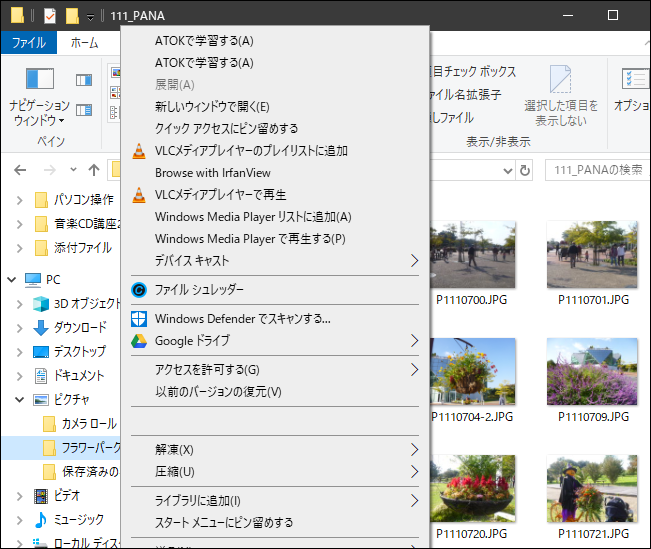 111_PANA
ファイル
ホーム
ナビゲーション
ウィンドウ
ペイン
項目チェック ボックス
ファイル名拡張子
ファイル
選択した項目を
表示しない
表示/非表示
オプション
111_PANAの検索
パソコン操作
音楽CD講座2
添付ファイル
PC
3D オブジェクト
ダウンロード
デスクトップ
ドキュメント
ピクチャ
カメラ ロール
フラワーパーク
保存済みの
ビデオ
ミュージック
ローカル ディス
ATOKで学習する(A)
ATOKで学習する(A)
展開(A)
新しいウィンドウで開く(E)
クイック アクセスにピン留めする
VLCメディアプレイヤーのプレイリストに追加
Browse with IrfanView
VLCメディアプレイヤーで再生
Windows Media Player リストに追加(A)
Windows Media Player で再生する(P)
デバイス キャスト
ファイル シュレッダー
Windows Defender でスキャンする...
Google ドライブ
アクセスを許可する(G)
以前のバージョンの復元(V)
解凍(X)
圧縮(U)
ライブラリに追加(I)
スタート メニューにピン留めする
P1110700.JPG
P1110701.JPG
P1110704-2.JPG
P1110709.JPG
P1110720.JPG
P1110721.JPG